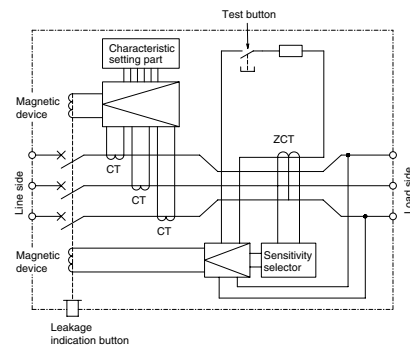 Test button
Characteristic
setting part
Magnetic
device
ZCT
CT
CT
CT
Line side
Load side
Magnetic
device
Sensitivity
selector
Leakage
indication button